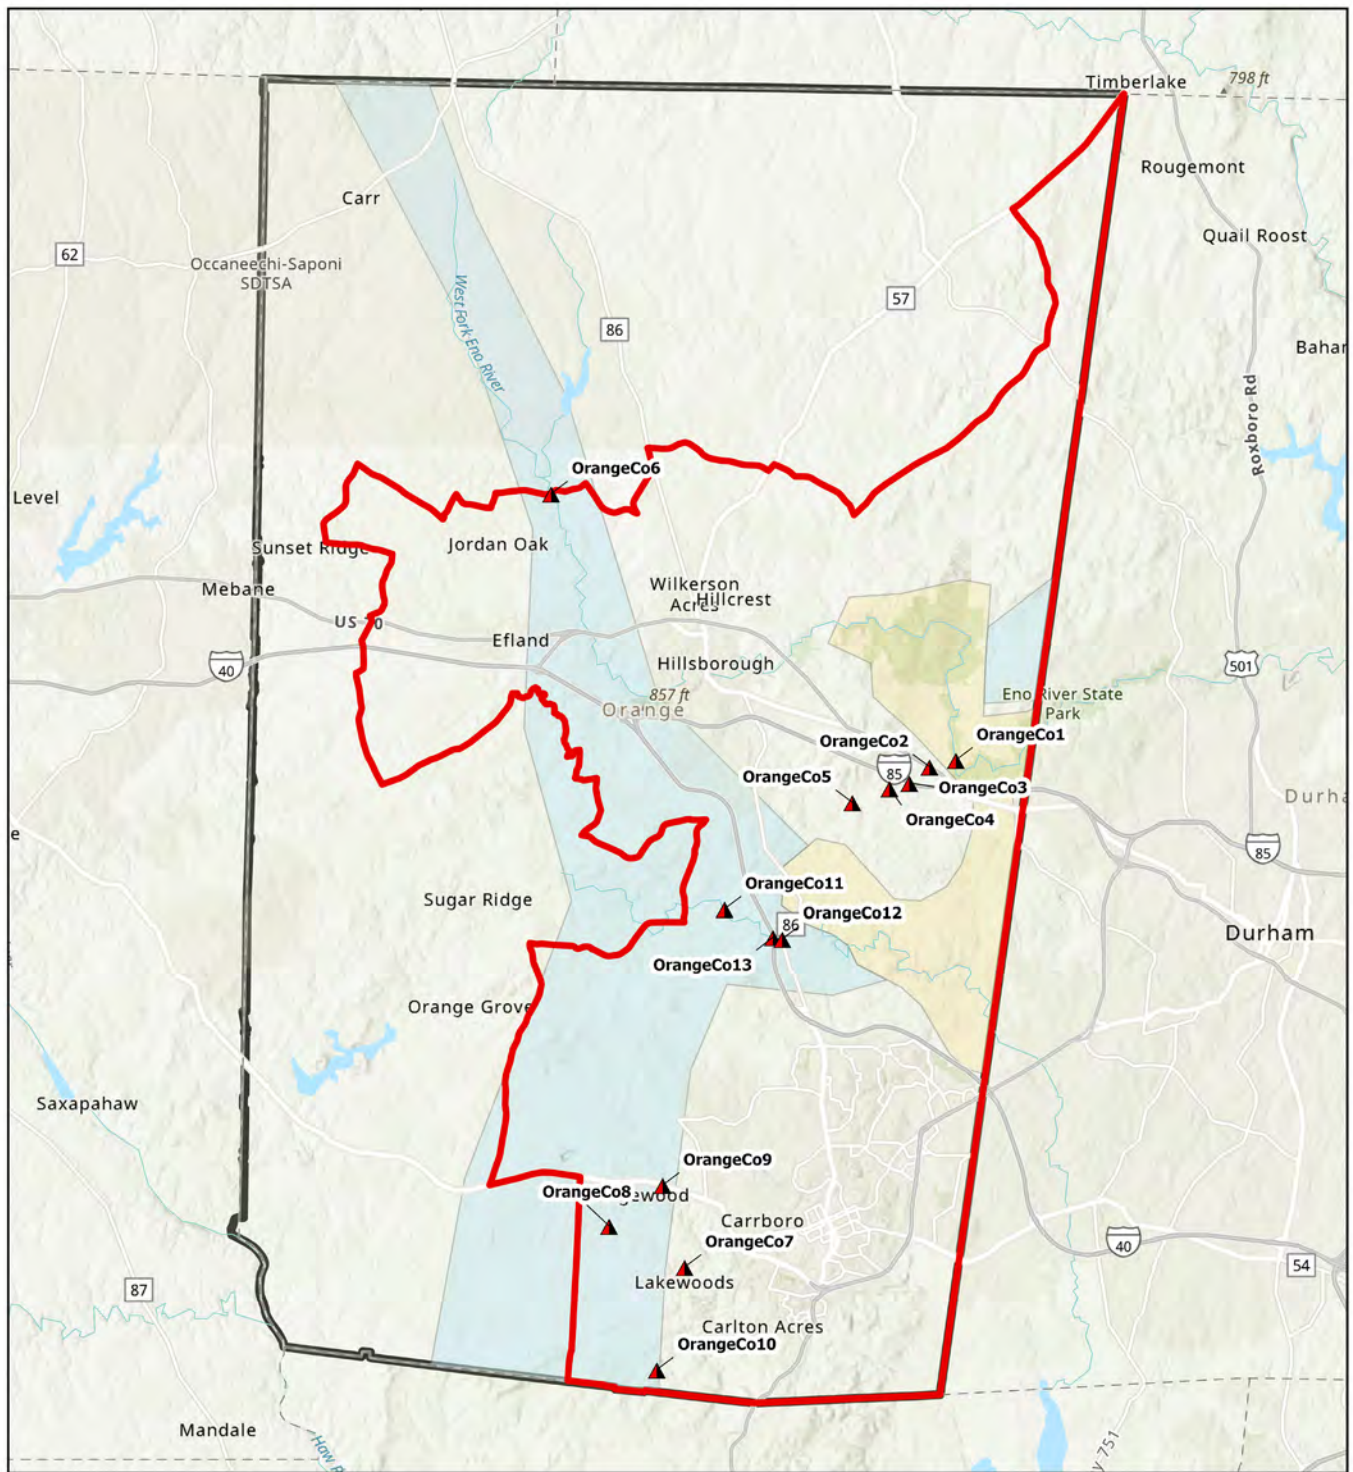 Timberlake
798 ft
Rougemont
Carr
Quail Roost
62
Occaneechi-Saponi
SDTSA
West Fork Eno River
57
86
Roxboro Rd
OrangeCo6
Level
Jordan Oak
Sunset Ridge
Mebane
Wilkerson
Acres
Hillcrest
US 70
Efland
40
Hillsborough
501
857 ft
Orange
Eno River State
Park
OrangeCo2
OrangeCo1
OrangeCo5
85
OrangeCo3
OrangeCo4
85
OrangeCo11
Sugar Ridge
OrangeCo12
86
Durham
OrangeCo13
Orange Grove
Saxapahaw
OrangeCo9
OrangeCo8
gewood
Carrboro
OrangeCo7
40
54
Lakewoods
87
Carlton Acres
OrangeCo10
Mandale
751